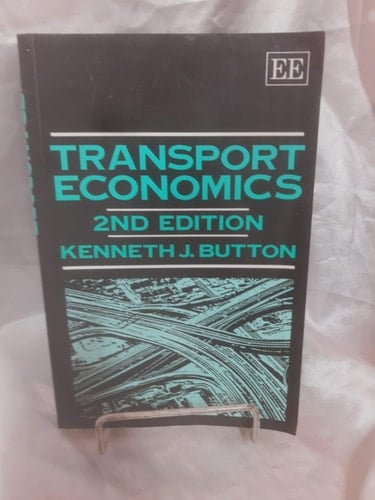 EE
TRANSPORT
ECONOMICS
2ND EDITION
KENNETH J. BUTTON